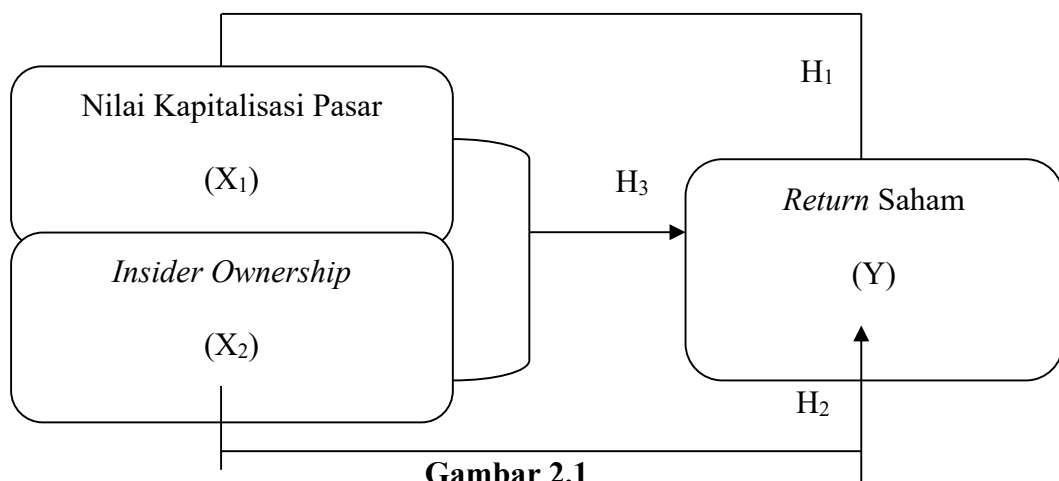 H₁
Nilai Kapitalisasi Pasar
(X₁)
H₃
Return Saham
(Y)
Insider Ownership
(X₂)
H₂
Gambar 2.1